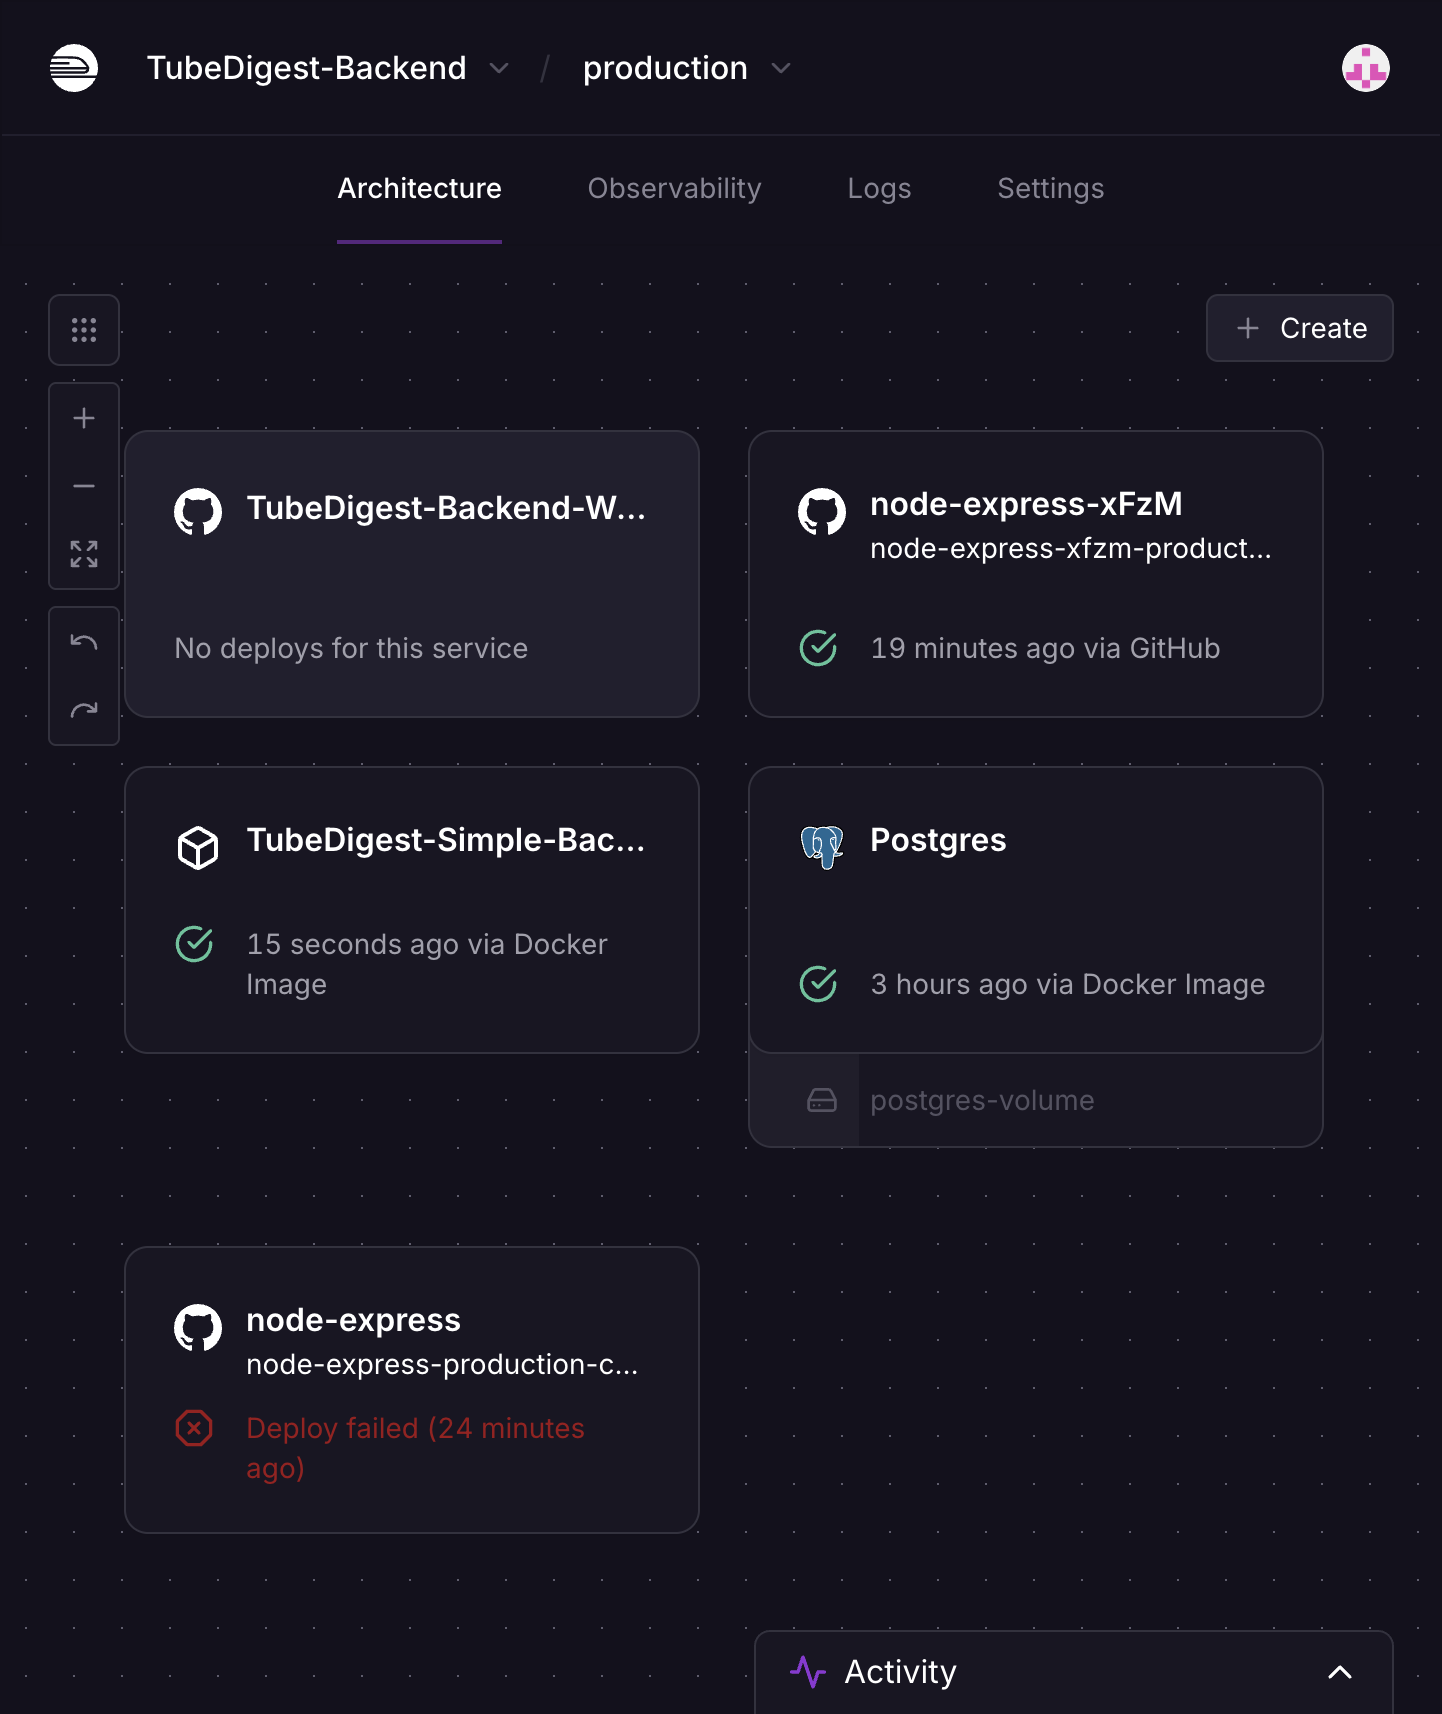 TubeDigest-Backend / production
Architecture Observability Logs Settings
Create
TubeDigest-Backend-W...
No deploys for this service
node-express-xFzM
node-express-xfzm-product...
19 minutes ago via GitHub
TubeDigest-Simple-Bac...
15 seconds ago via Docker
Image
Postgres
3 hours ago via Docker Image
postgres-volume
node-express
node-express-production-c...
Deploy failed (24 minutes
ago)
Activity